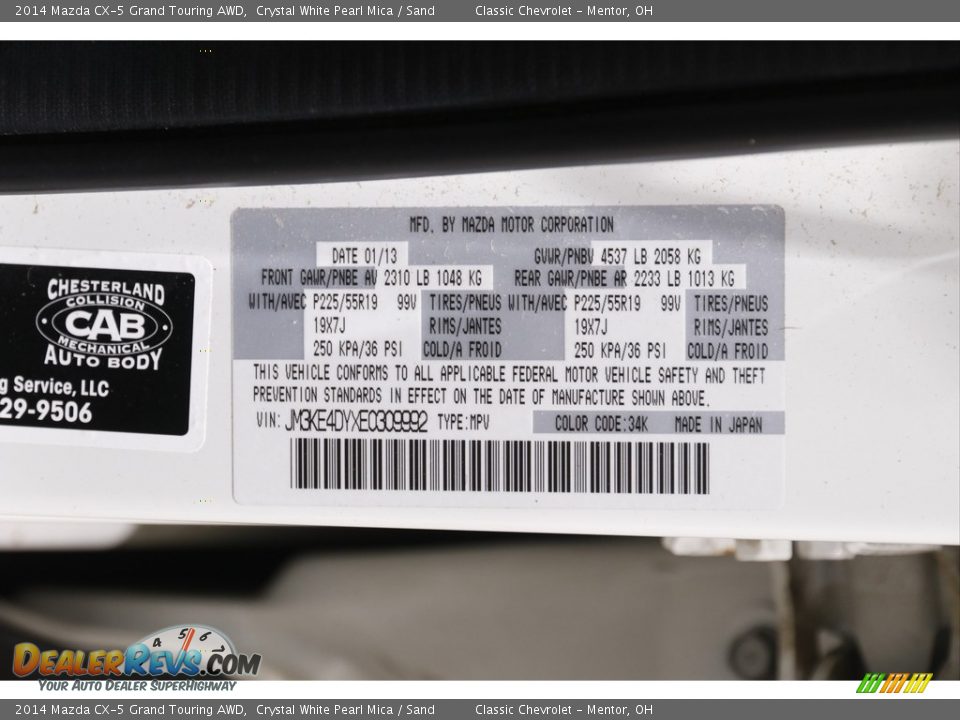 2014 Mazda CX-5 Grand Touring AWD, Crystal White Pearl Mica / Sand Classic Chevrolet - Mentor, OH
MFD. BY MAZDA MOTOR CORPORATION
DATE 01/13 GVWR/PNBV 4537 LB 2058 KG
FRONT GAWR/PNBE AV 2310 LB 1048 KG REAR GAWR/PNBE AR 2233 LB 1013 KG
WITH/AVEC P225/55R19 99V TIRES/PNEUS WITH/AVEC P225/55R19 99V TIRES/PNEUS
19X7J RIMS/JANTES 19X7J RIMS/JANTES
250 KPA/36 PSI COLD/A FROID 250 KPA/36 PSI COLD/A FROID
THIS VEHICLE CONFORMS TO ALL APPLICABLE FEDERAL MOTOR VEHICLE SAFETY AND THEFT
PREVENTION STANDARDS IN EFFECT ON THE DATE OF MANUFACTURE SHOWN ABOVE.
VIN: JM3KE4DYXE0309992 TYPE:MPV COLOR CODE:34K MADE IN JAPAN
CHESTERLAND
COLLISION
CAB
MECHANICAL
AUTO BODY
g Service, LLC
29-9506
4 5 6
DEALERREVS.COM
YOUR AUTO DEALER SUPERHIGHWAY
2014 Mazda CX-5 Grand Touring AWD, Crystal White Pearl Mica / Sand Classic Chevrolet - Mentor, OH